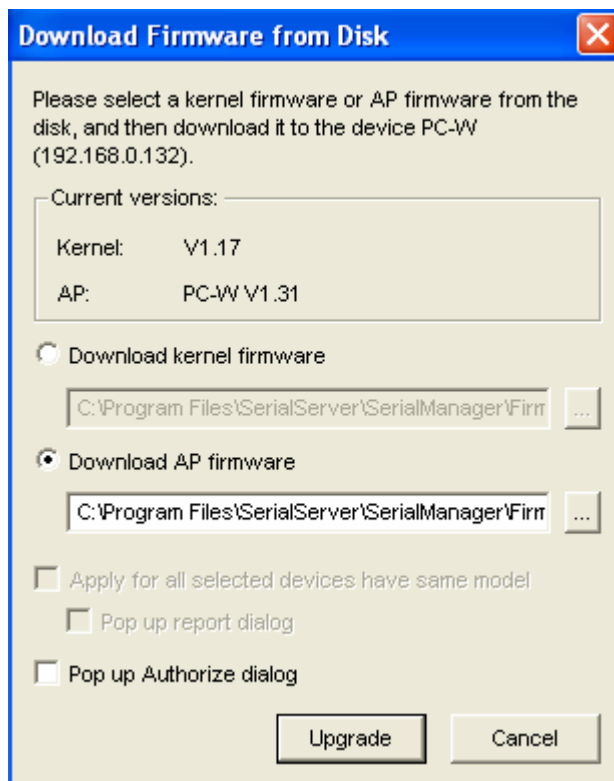 Download Firmware from Disk
Please select a kernel firmware or AP firmware from the
disk, and then download it to the device PC-W
(192.168.0.132).
Current versions:
Kernel: V1.17
AP: PC-W V1.31
Download kernel firmware
C:\Program Files\SerialServer\SerialManager\Firm ...
Download AP firmware
C:\Program Files\SerialServer\SerialManager\Firm ...
Apply for all selected devices have same model
Pop up report dialog
Pop up Authorize dialog
Upgrade Cancel